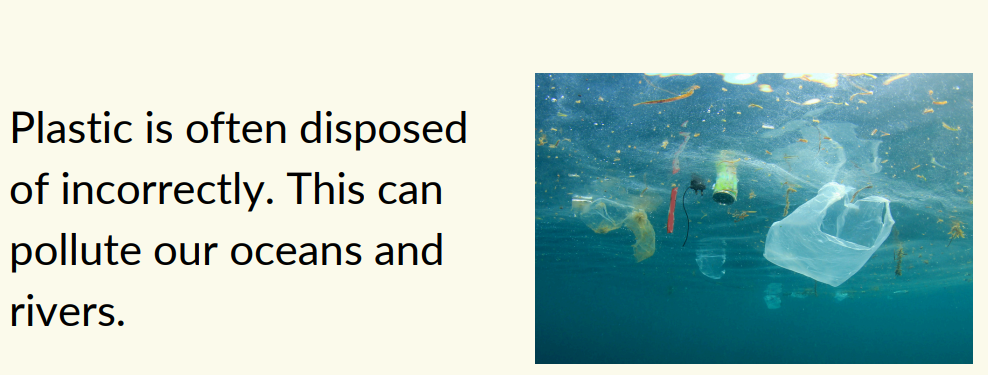 Plastic is often disposed
of incorrectly. This can
pollute our oceans and
rivers.